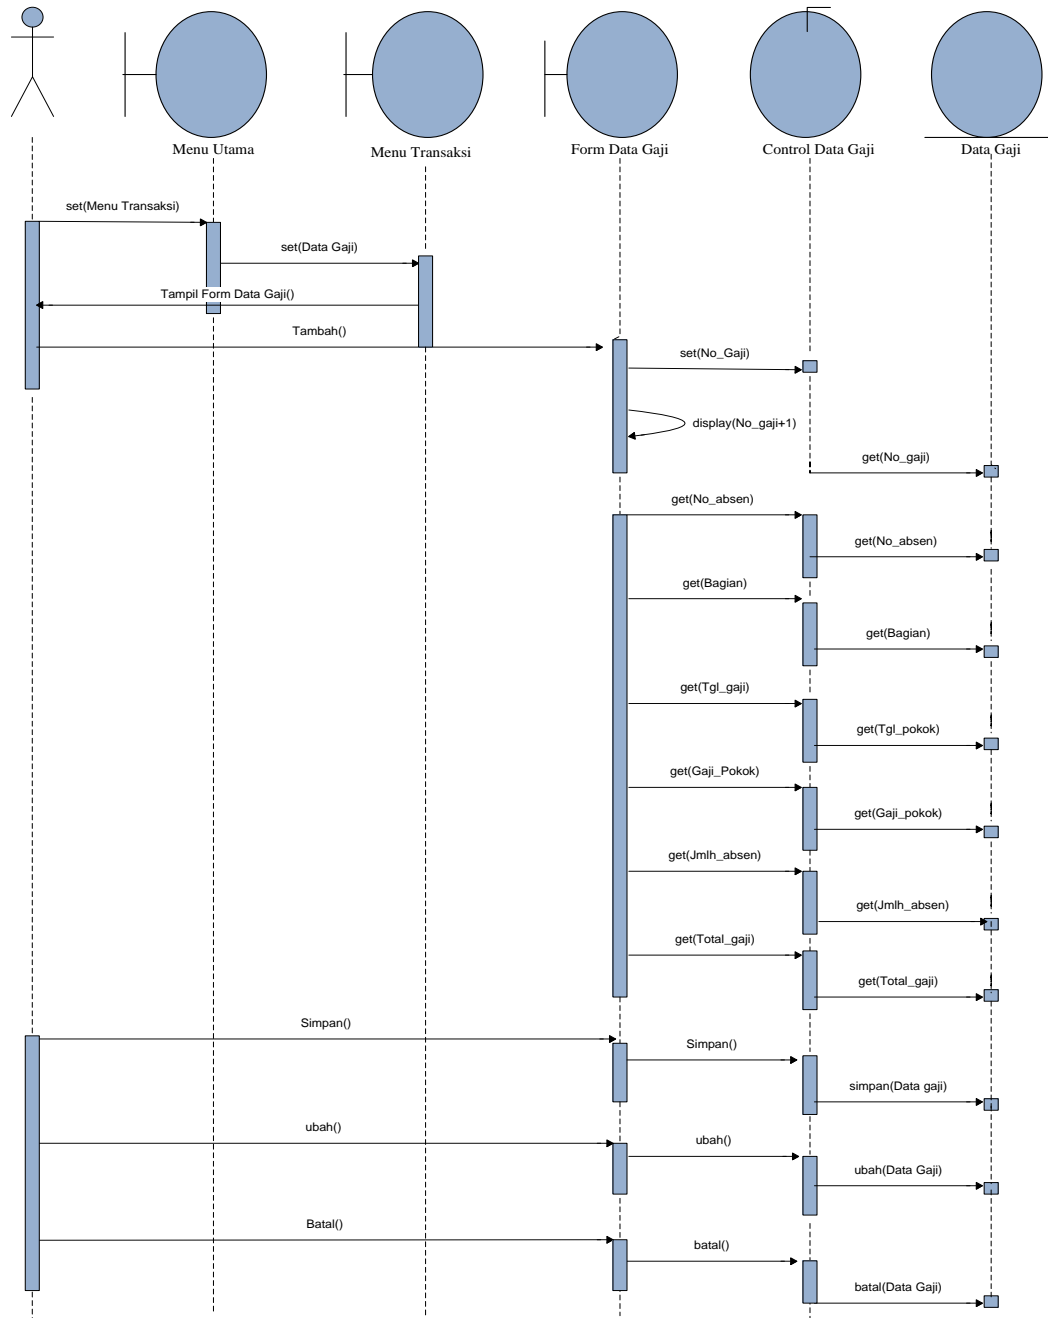 Menu Utama
Menu Transaksi
Form Data Gaji
Control Data Gaji
Data Gaji
set(Menu Transaksi)
set(Data Gaji)
Tampil Form Data Gaji()
Tambah()
set(No_Gaji)
display(No_gaji+1)
get(No_gaji)
get(No_absen)
get(No_absen)
get(Bagian)
get(Bagian)
get(Tgl_gaji)
get(Tgl_pokok)
get(Gaji_Pokok)
get(Gaji_pokok)
get(Jmlh_absen)
get(Jmlh_absen)
get(Total_gaji)
get(Total_gaji)
Simpan()
Simpan()
simpan(Data gaji)
ubah()
ubah()
ubah(Data Gaji)
Batal()
batal()
batal(Data Gaji)